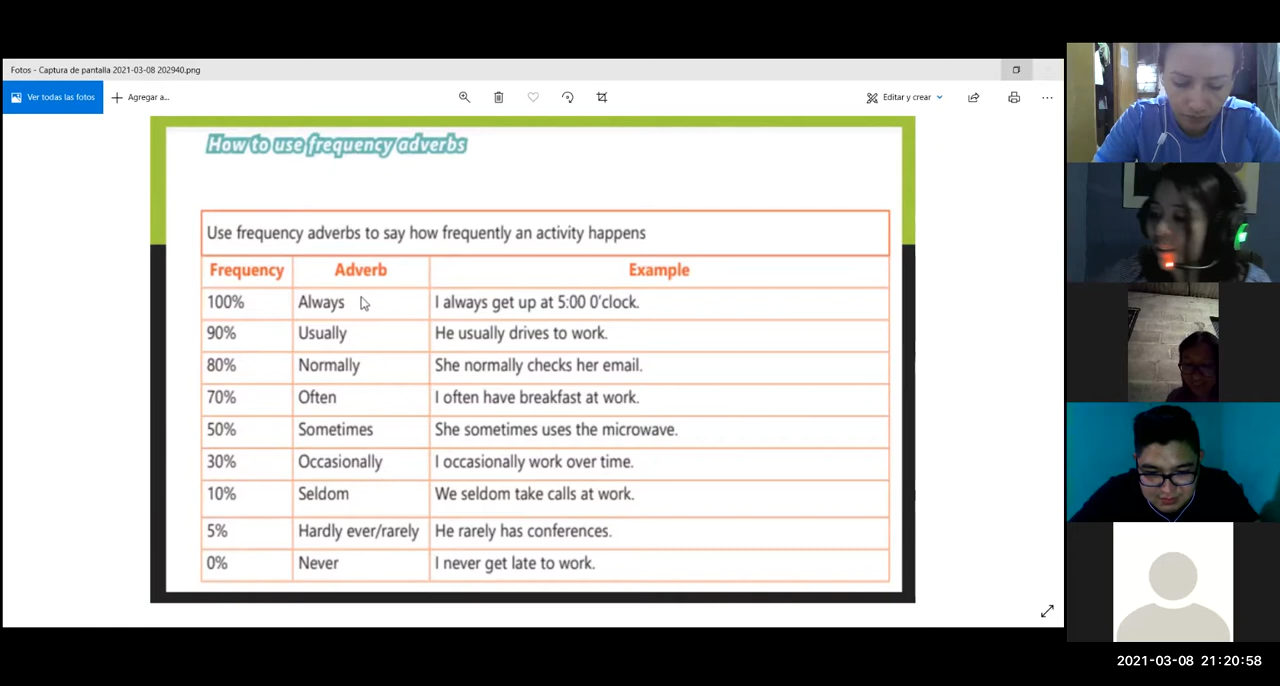 Fotos - Captura de pantalla 2021-03-08 202940.png
Ver todas las fotos
Agregar a...
Editar y crear
How to use frequency adverbs
Use frequency adverbs to say how frequently an activity happens
Frequency Adverb Example
100% Always I always get up at 5:00 0'clock.
90% Usually He usually drives to work.
80% Normally She normally checks her email.
70% Often I often have breakfast at work.
50% Sometimes She sometimes uses the microwave.
30% Occasionally I occasionally work over time.
10% Seldom We seldom take calls at work.
5% Hardly ever/rarely He rarely has conferences.
0% Never I never get late to work.
2021-03-08 21:20:58